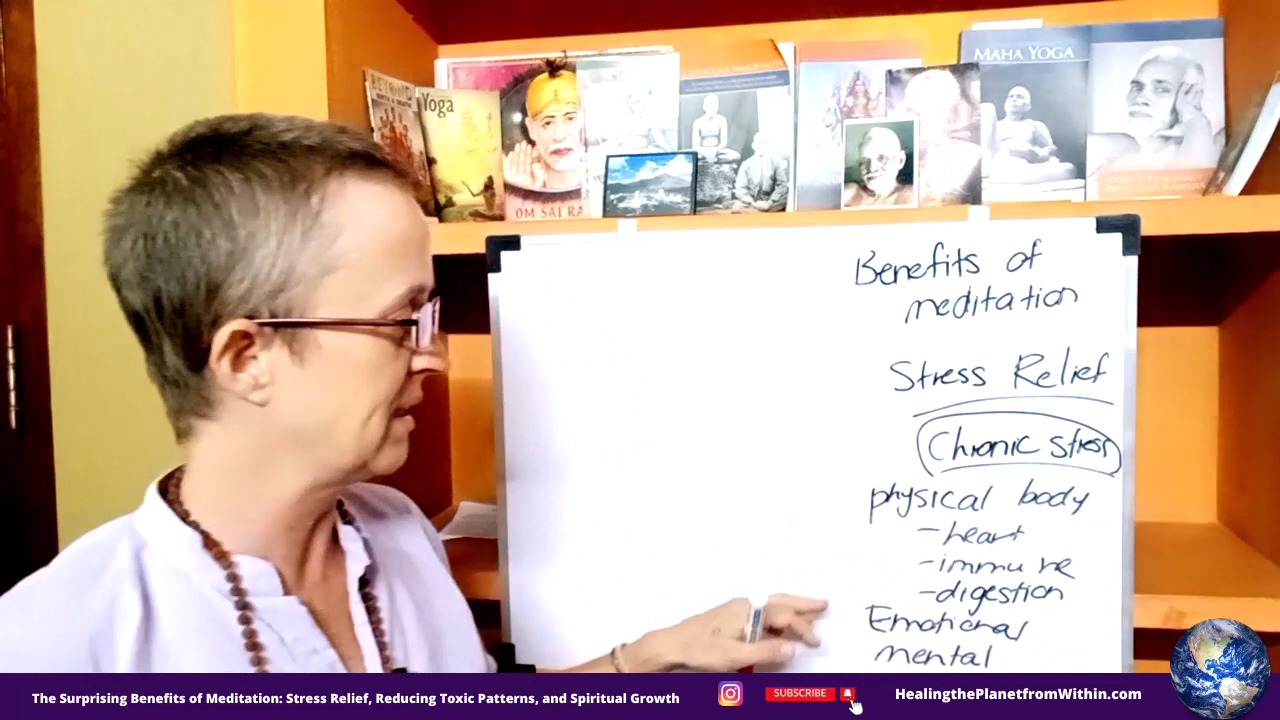 MAHA YOGA
Yoga
OM SAI RA
Benefits of
meditation
Stress Relief
Chronic stress
physical body
-heart
-immune
-digestion
Emotional
mental
The Surprising Benefits of Meditation: Stress Relief, Reducing Toxic Patterns, and Spiritual Growth
SUBSCRIBE
HealingthePlanetfromWithin.com